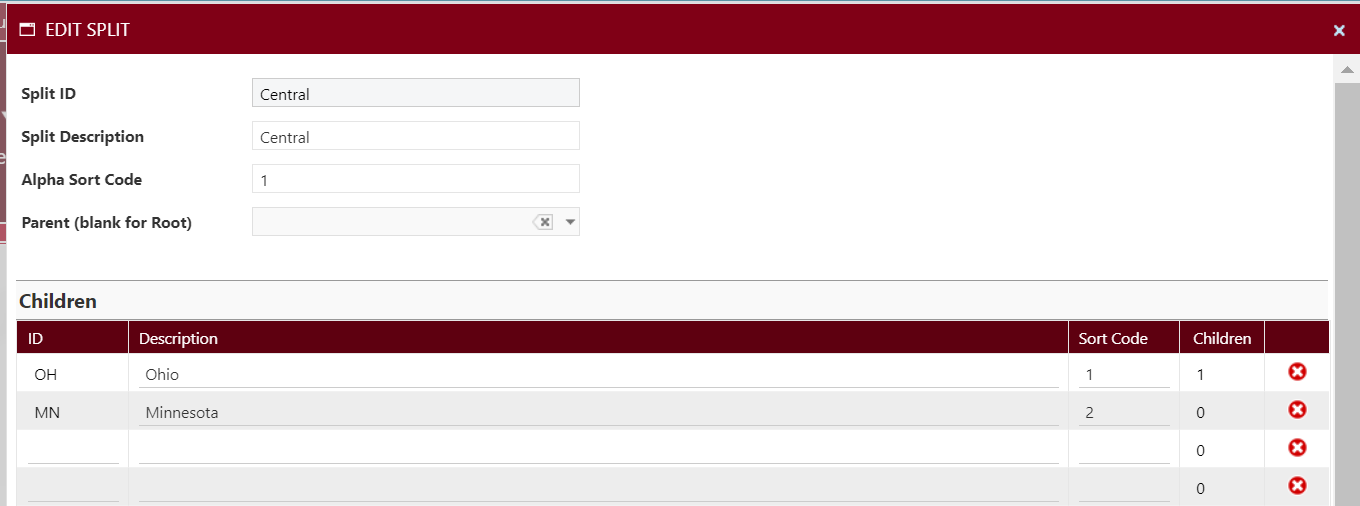 EDIT SPLIT
Split ID Central
Split Description Central
Alpha Sort Code 1
Parent (blank for Root)
Children
ID Description Sort Code Children
OH Ohio 1 1
MN Minnesota 2 0
0
0